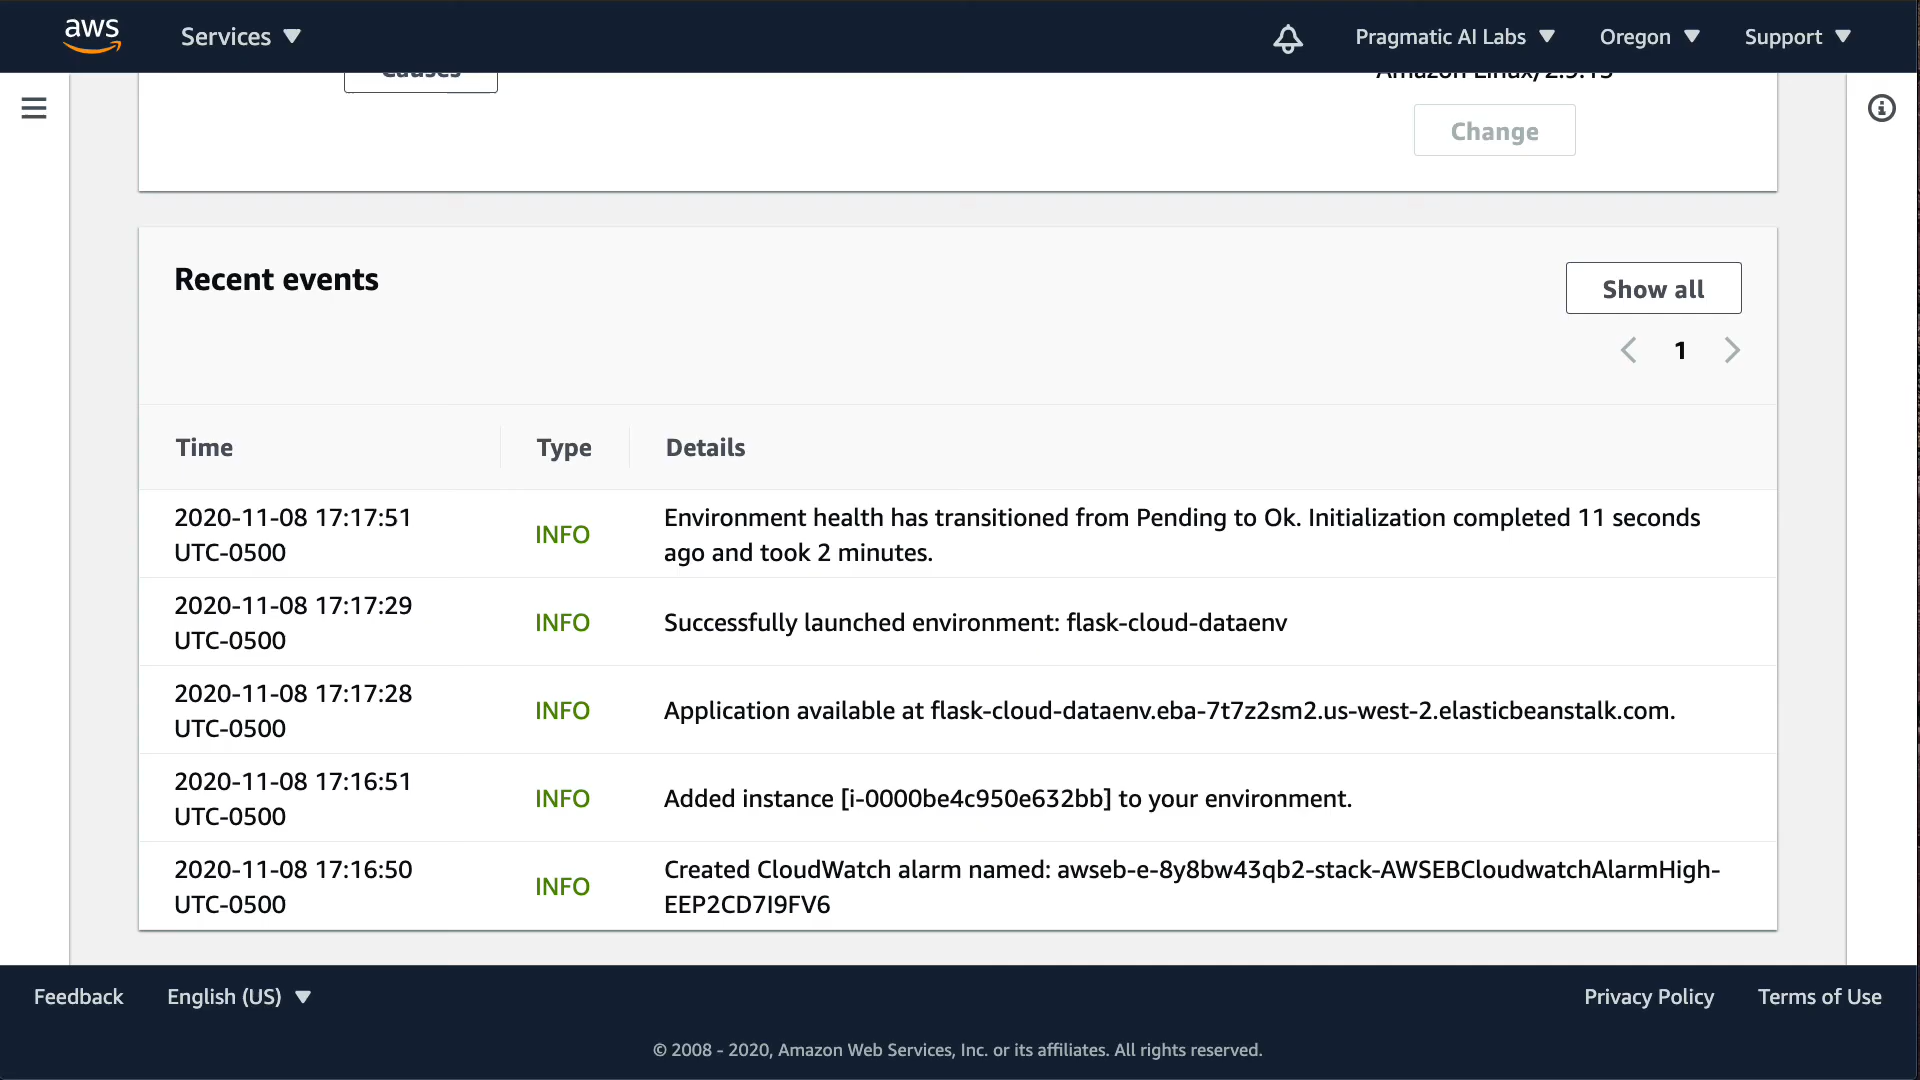 aws
Services
Pragmatic AI Labs
Oregon
Support
Causes
Amazon Linux/2.9.15
Change
Recent events
Show all
1
Time Type Details
2020-11-08 17:17:51
UTC-0500
INFO
Environment health has transitioned from Pending to Ok. Initialization completed 11 seconds
ago and took 2 minutes.
2020-11-08 17:17:29
UTC-0500
INFO
Successfully launched environment: flask-cloud-dataenv
2020-11-08 17:17:28
UTC-0500
INFO
Application available at flask-cloud-dataenv.eba-7t7z2sm2.us-west-2.elasticbeanstalk.com.
2020-11-08 17:16:51
UTC-0500
INFO
Added instance [i-0000be4c950e632bb] to your environment.
2020-11-08 17:16:50
UTC-0500
INFO
Created CloudWatch alarm named: awseb-e-8y8bw43qb2-stack-AWSEBCloudwatchAlarmHigh-
EEP2CD7I9FV6
Feedback
English (US)
Privacy Policy
Terms of Use
© 2008 - 2020, Amazon Web Services, Inc. or its affiliates. All rights reserved.